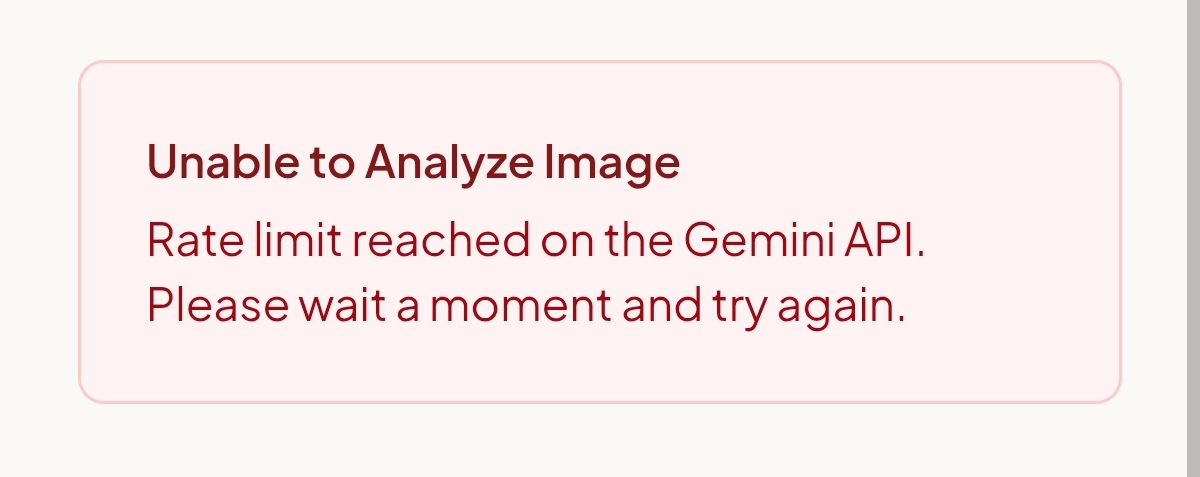 Unable to Analyze Image
Rate limit reached on the Gemini API.
Please wait a moment and try again.